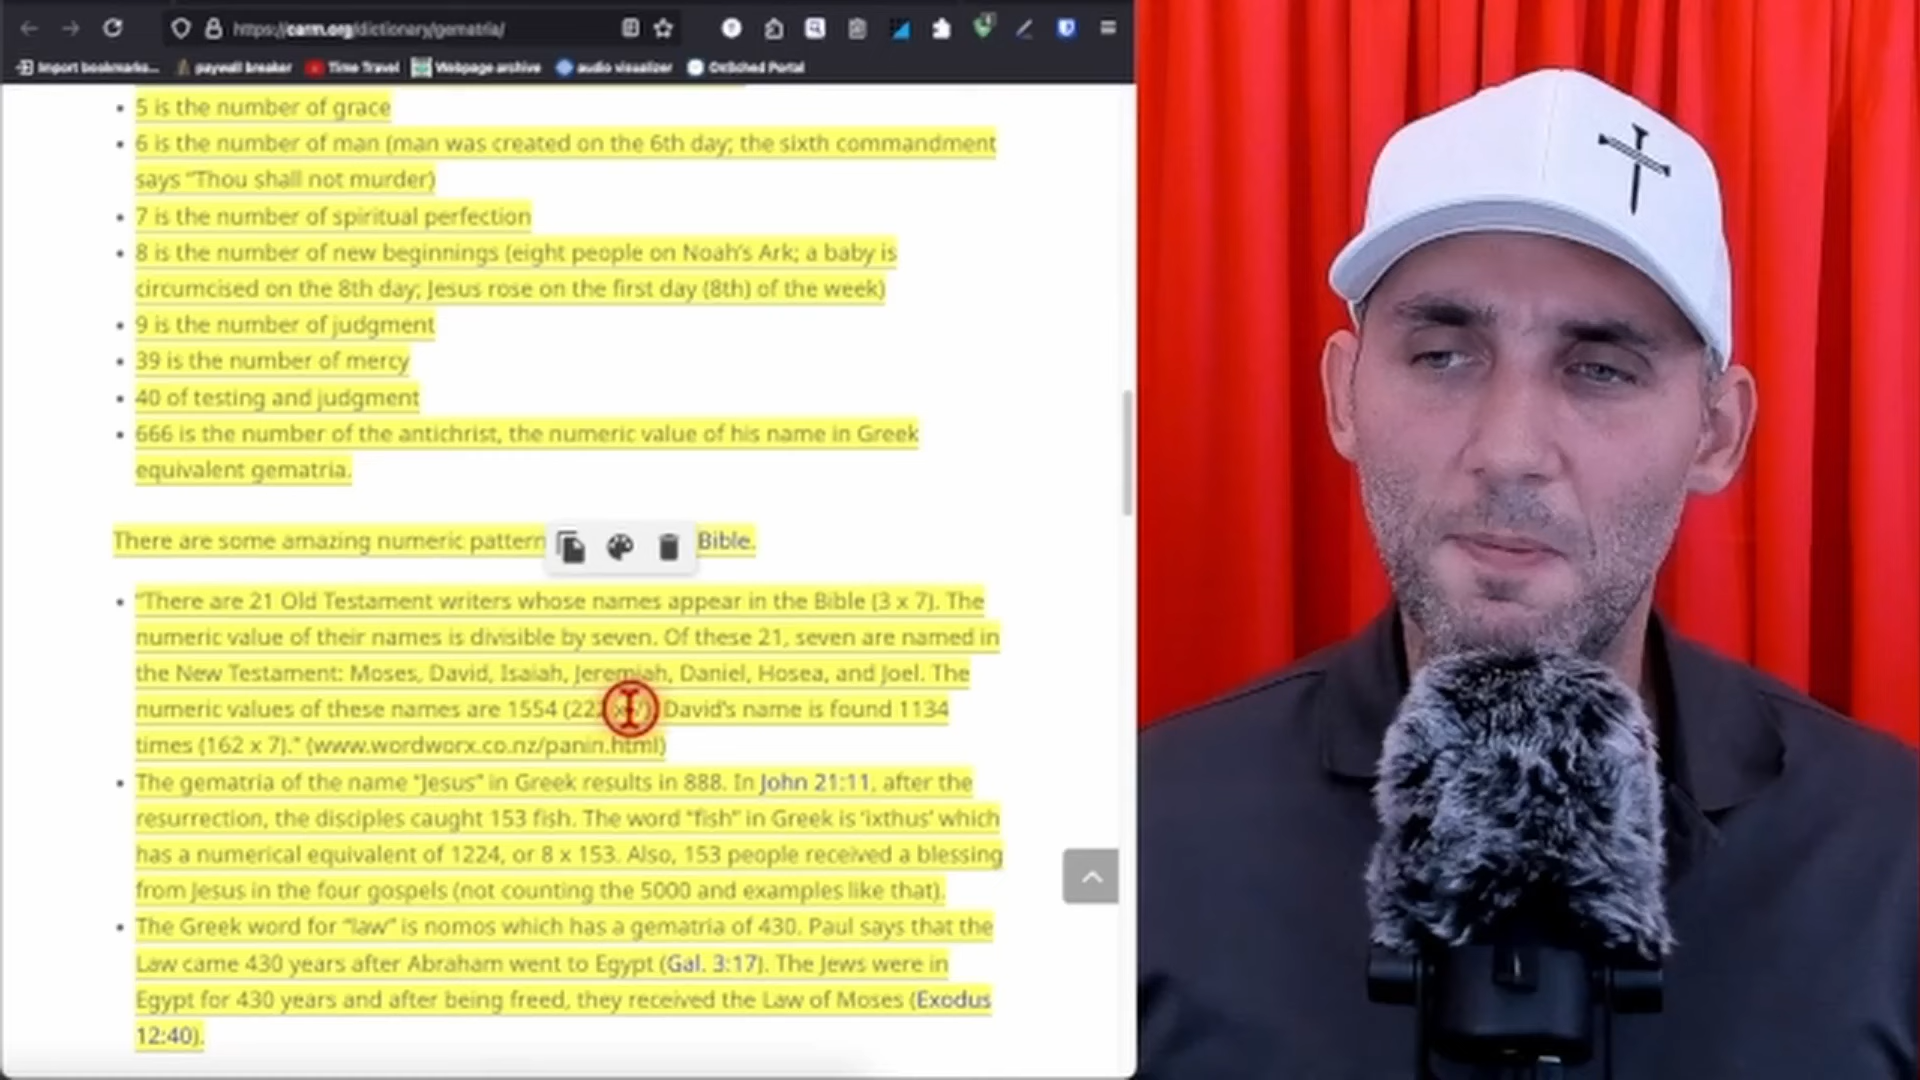 https://carm.org/dictionary/gematria/
Import bookmarks... paywall breaker Time Travel Webpage archive audio visualizer OnSched Portal
• 5 is the number of grace
• 6 is the number of man (man was created on the 6th day; the sixth commandment
says “Thou shall not murder)
• 7 is the number of spiritual perfection
• 8 is the number of new beginnings (eight people on Noah’s Ark; a baby is
circumcised on the 8th day; Jesus rose on the first day (8th) of the week)
• 9 is the number of judgment
• 39 is the number of mercy
• 40 of testing and judgment
• 666 is the number of the antichrist, the numeric value of his name in Greek
equivalent gematria.
There are some amazing numeric pattern Bible.
• “There are 21 Old Testament writers whose names appear in the Bible (3 x 7). The
numeric value of their names is divisible by seven. Of these 21, seven are named in
the New Testament: Moses, David, Isaiah, Jeremiah, Daniel, Hosea, and Joel. The
numeric values of these names are 1554 (222 x 7). David’s name is found 1134
times (162 x 7).” (www.wordworx.co.nz/panin.html)
• The gematria of the name “Jesus” in Greek results in 888. In John 21:11, after the
resurrection, the disciples caught 153 fish. The word “fish” in Greek is ‘ixthus’ which
has a numerical equivalent of 1224, or 8 x 153. Also, 153 people received a blessing
from Jesus in the four gospels (not counting the 5000 and examples like that).
• The Greek word for “law” is nomos which has a gematria of 430. Paul says that the
Law came 430 years after Abraham went to Egypt (Gal. 3:17). The Jews were in
Egypt for 430 years and after being freed, they received the Law of Moses (Exodus
12:40).